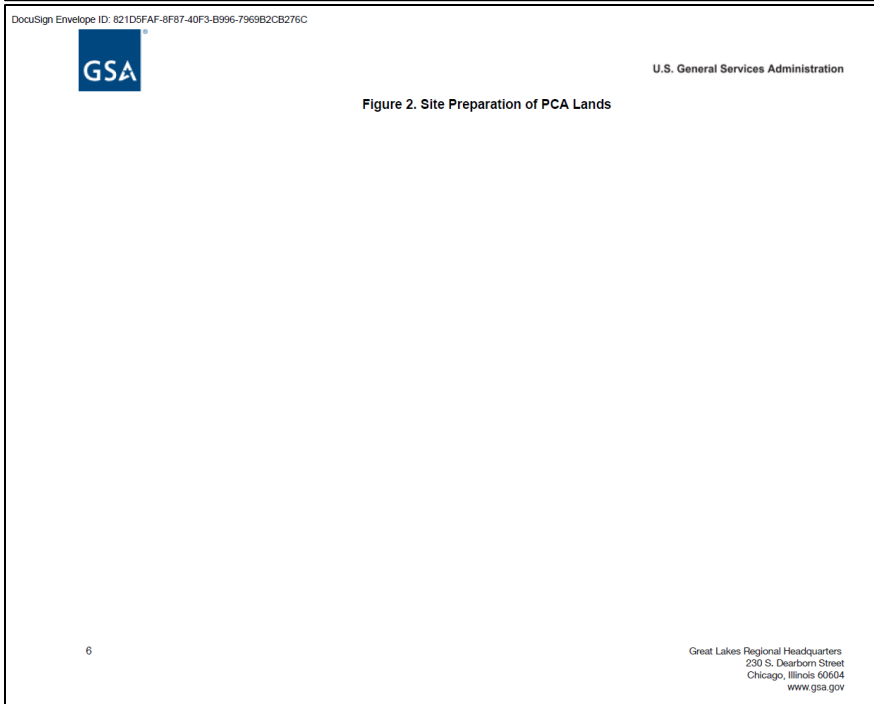 DocuSign Envelope ID: 821D5FAF-8F87-40F3-B996-7969B2CB276C
GSA
®
U.S. General Services Administration
Figure 2. Site Preparation of PCA Lands
6
Great Lakes Regional Headquarters
230 S. Dearborn Street
Chicago, Illinois 60604
www.gsa.gov